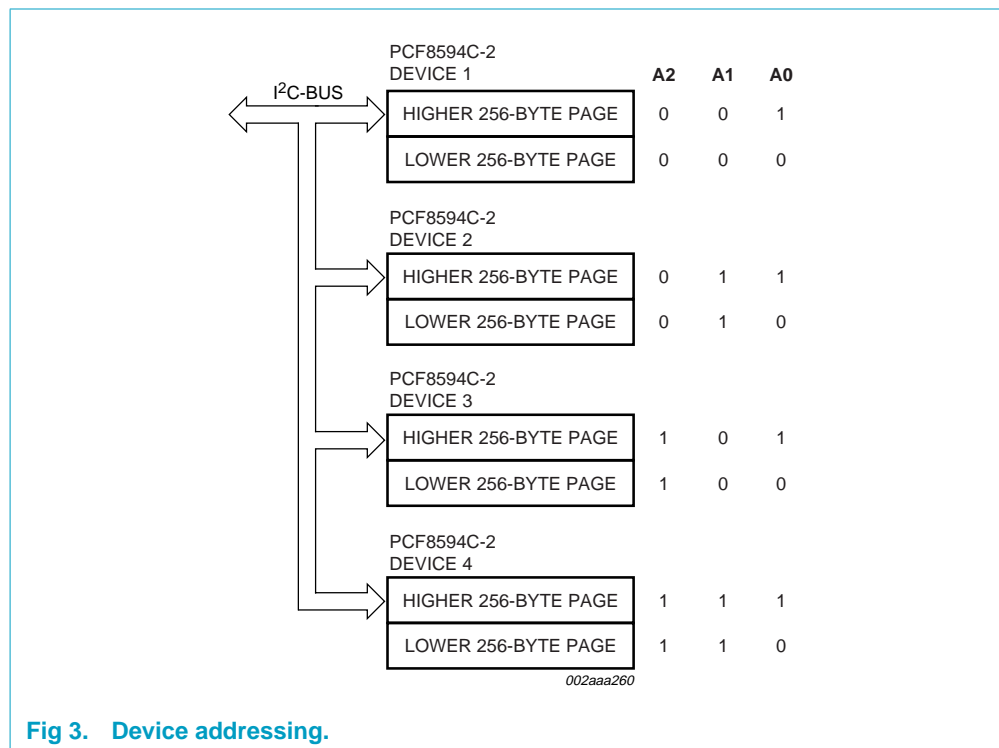 PCF8594C-2
DEVICE 1
A2 A1 A0
I2C-BUS
HIGHER 256-BYTE PAGE 0 0 1
LOWER 256-BYTE PAGE 0 0 0
PCF8594C-2
DEVICE 2
HIGHER 256-BYTE PAGE 0 1 1
LOWER 256-BYTE PAGE 0 1 0
PCF8594C-2
DEVICE 3
HIGHER 256-BYTE PAGE 1 0 1
LOWER 256-BYTE PAGE 1 0 0
PCF8594C-2
DEVICE 4
HIGHER 256-BYTE PAGE 1 1 1
LOWER 256-BYTE PAGE 1 1 0
002aaa260
Fig 3. Device addressing.